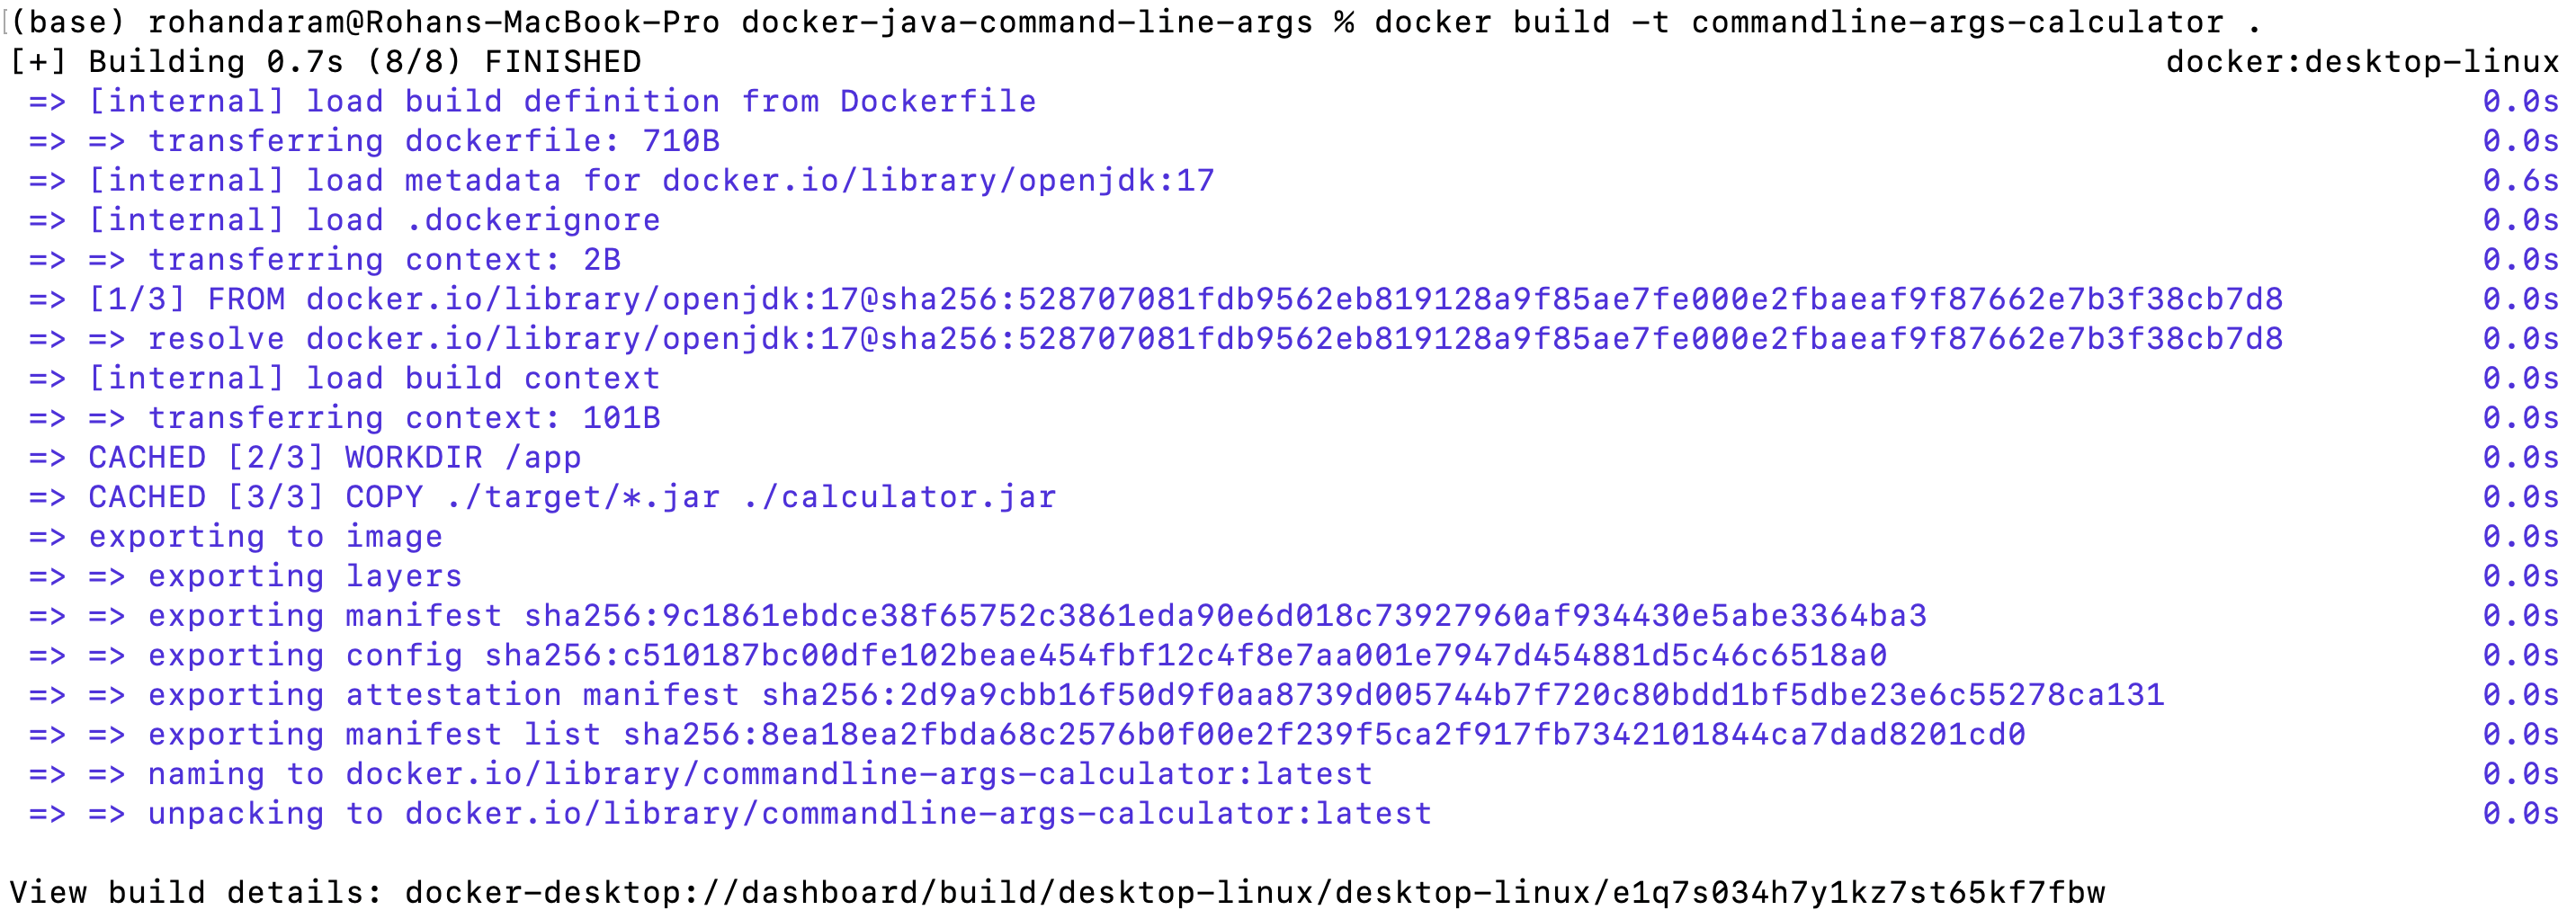 (base) rohandaram@Rohans-MacBook-Pro docker-java-command-line-args % docker build -t commandline-args-calculator .
[+] Building 0.7s (8/8) FINISHED docker:desktop-linux
=> [internal] load build definition from Dockerfile 0.0s
=> => transferring dockerfile: 710B 0.0s
=> [internal] load metadata for docker.io/library/openjdk:17 0.6s
=> [internal] load .dockerignore 0.0s
=> => transferring context: 2B 0.0s
=> [1/3] FROM docker.io/library/openjdk:17@sha256:528707081fdb9562eb819128a9f85ae7fe000e2fbaeaf9f87662e7b3f38cb7d8 0.0s
=> => resolve docker.io/library/openjdk:17@sha256:528707081fdb9562eb819128a9f85ae7fe000e2fbaeaf9f87662e7b3f38cb7d8 0.0s
=> [internal] load build context 0.0s
=> => transferring context: 101B 0.0s
=> CACHED [2/3] WORKDIR /app 0.0s
=> CACHED [3/3] COPY ./target/*.jar ./calculator.jar 0.0s
=> exporting to image 0.0s
=> => exporting layers 0.0s
=> => exporting manifest sha256:9c1861ebdce38f65752c3861eda90e6d018c73927960af934430e5abe3364ba3 0.0s
=> => exporting config sha256:c510187bc00dfe102beae454fbf12c4f8e7aa001e7947d454881d5c46c6518a0 0.0s
=> => exporting attestation manifest sha256:2d9a9cbb16f50d9f0aa8739d005744b7f720c80bdd1bf5dbe23e6c55278ca131 0.0s
=> => exporting manifest list sha256:8ea18ea2fbda68c2576b0f00e2f239f5ca2f917fb7342101844ca7dad8201cd0 0.0s
=> => naming to docker.io/library/commandline-args-calculator:latest 0.0s
=> => unpacking to docker.io/library/commandline-args-calculator:latest 0.0s
View build details: docker-desktop://dashboard/build/desktop-linux/desktop-linux/e1q7s034h7y1kz7st65kf7fbw